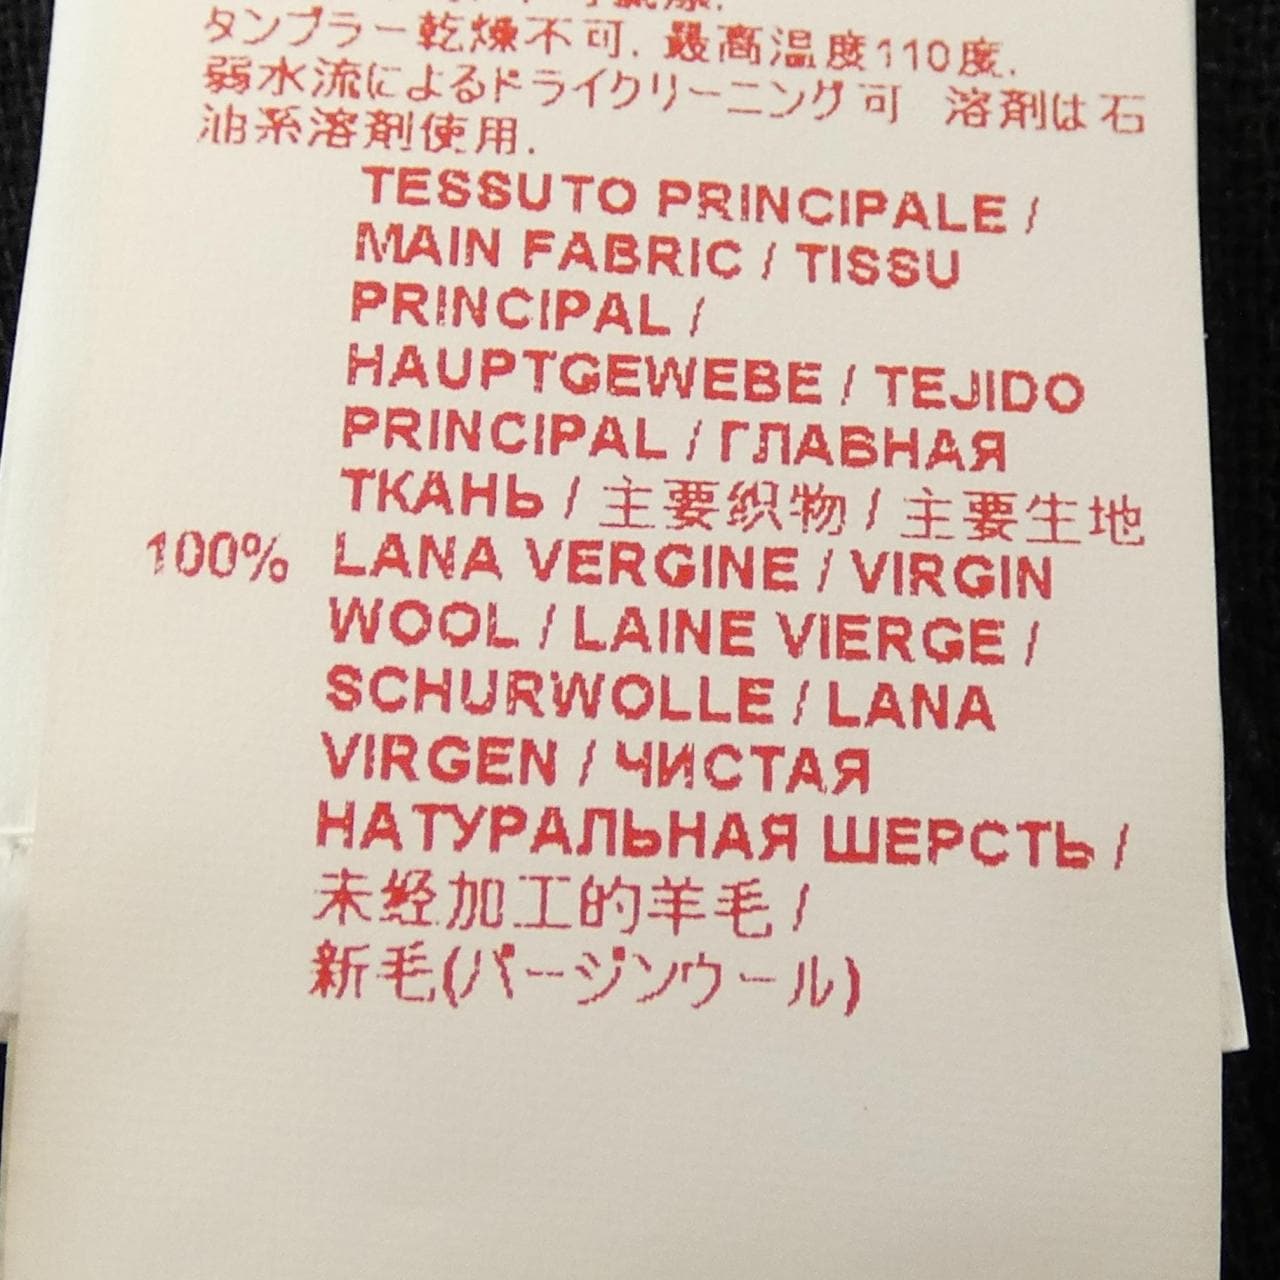 タンブラー乾燥不可. 最高温度110度.
弱水流によるドライクリーニング可 溶剤は石
油系溶剤使用.
TESSUTO PRINCIPALE /
MAIN FABRIC / TISSU
PRINCIPAL /
HAUPTGEWEBE / TEJIDO
PRINCIPAL / ГЛАВНАЯ
ТКАНЬ / 主要织物 / 主要生地
100% LANA VERGINE / VIRGIN
WOOL / LAINE VIERGE /
SCHURWOLLE / LANA
VIRGEN / ЧИСТАЯ
НАТУРАЛЬНАЯ ШЕРСТЬ /
未经加工的羊毛 /
新毛(バージンウール)